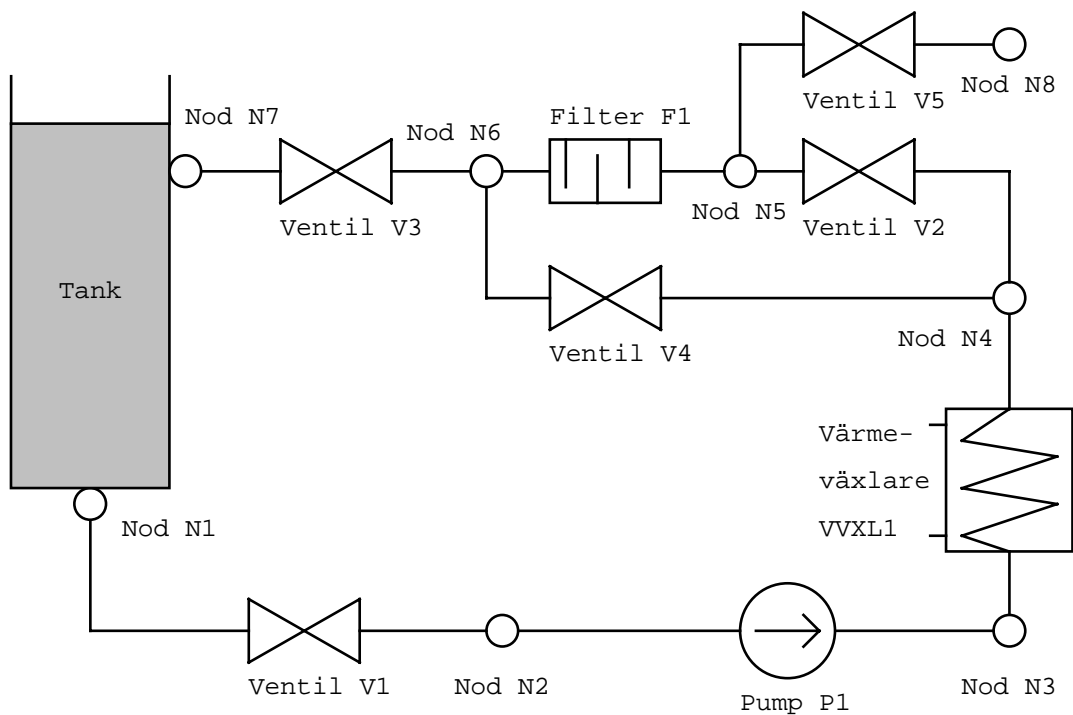 Nod N8
Ventil V5
Nod N7
Filter F1
Nod N6
Nod N5
Ventil V2
Ventil V3
Tank
Nod N4
Ventil V4
Värme-
växlare
VVXL1
Nod N1
Ventil V1
Nod N2
Pump P1
Nod N3